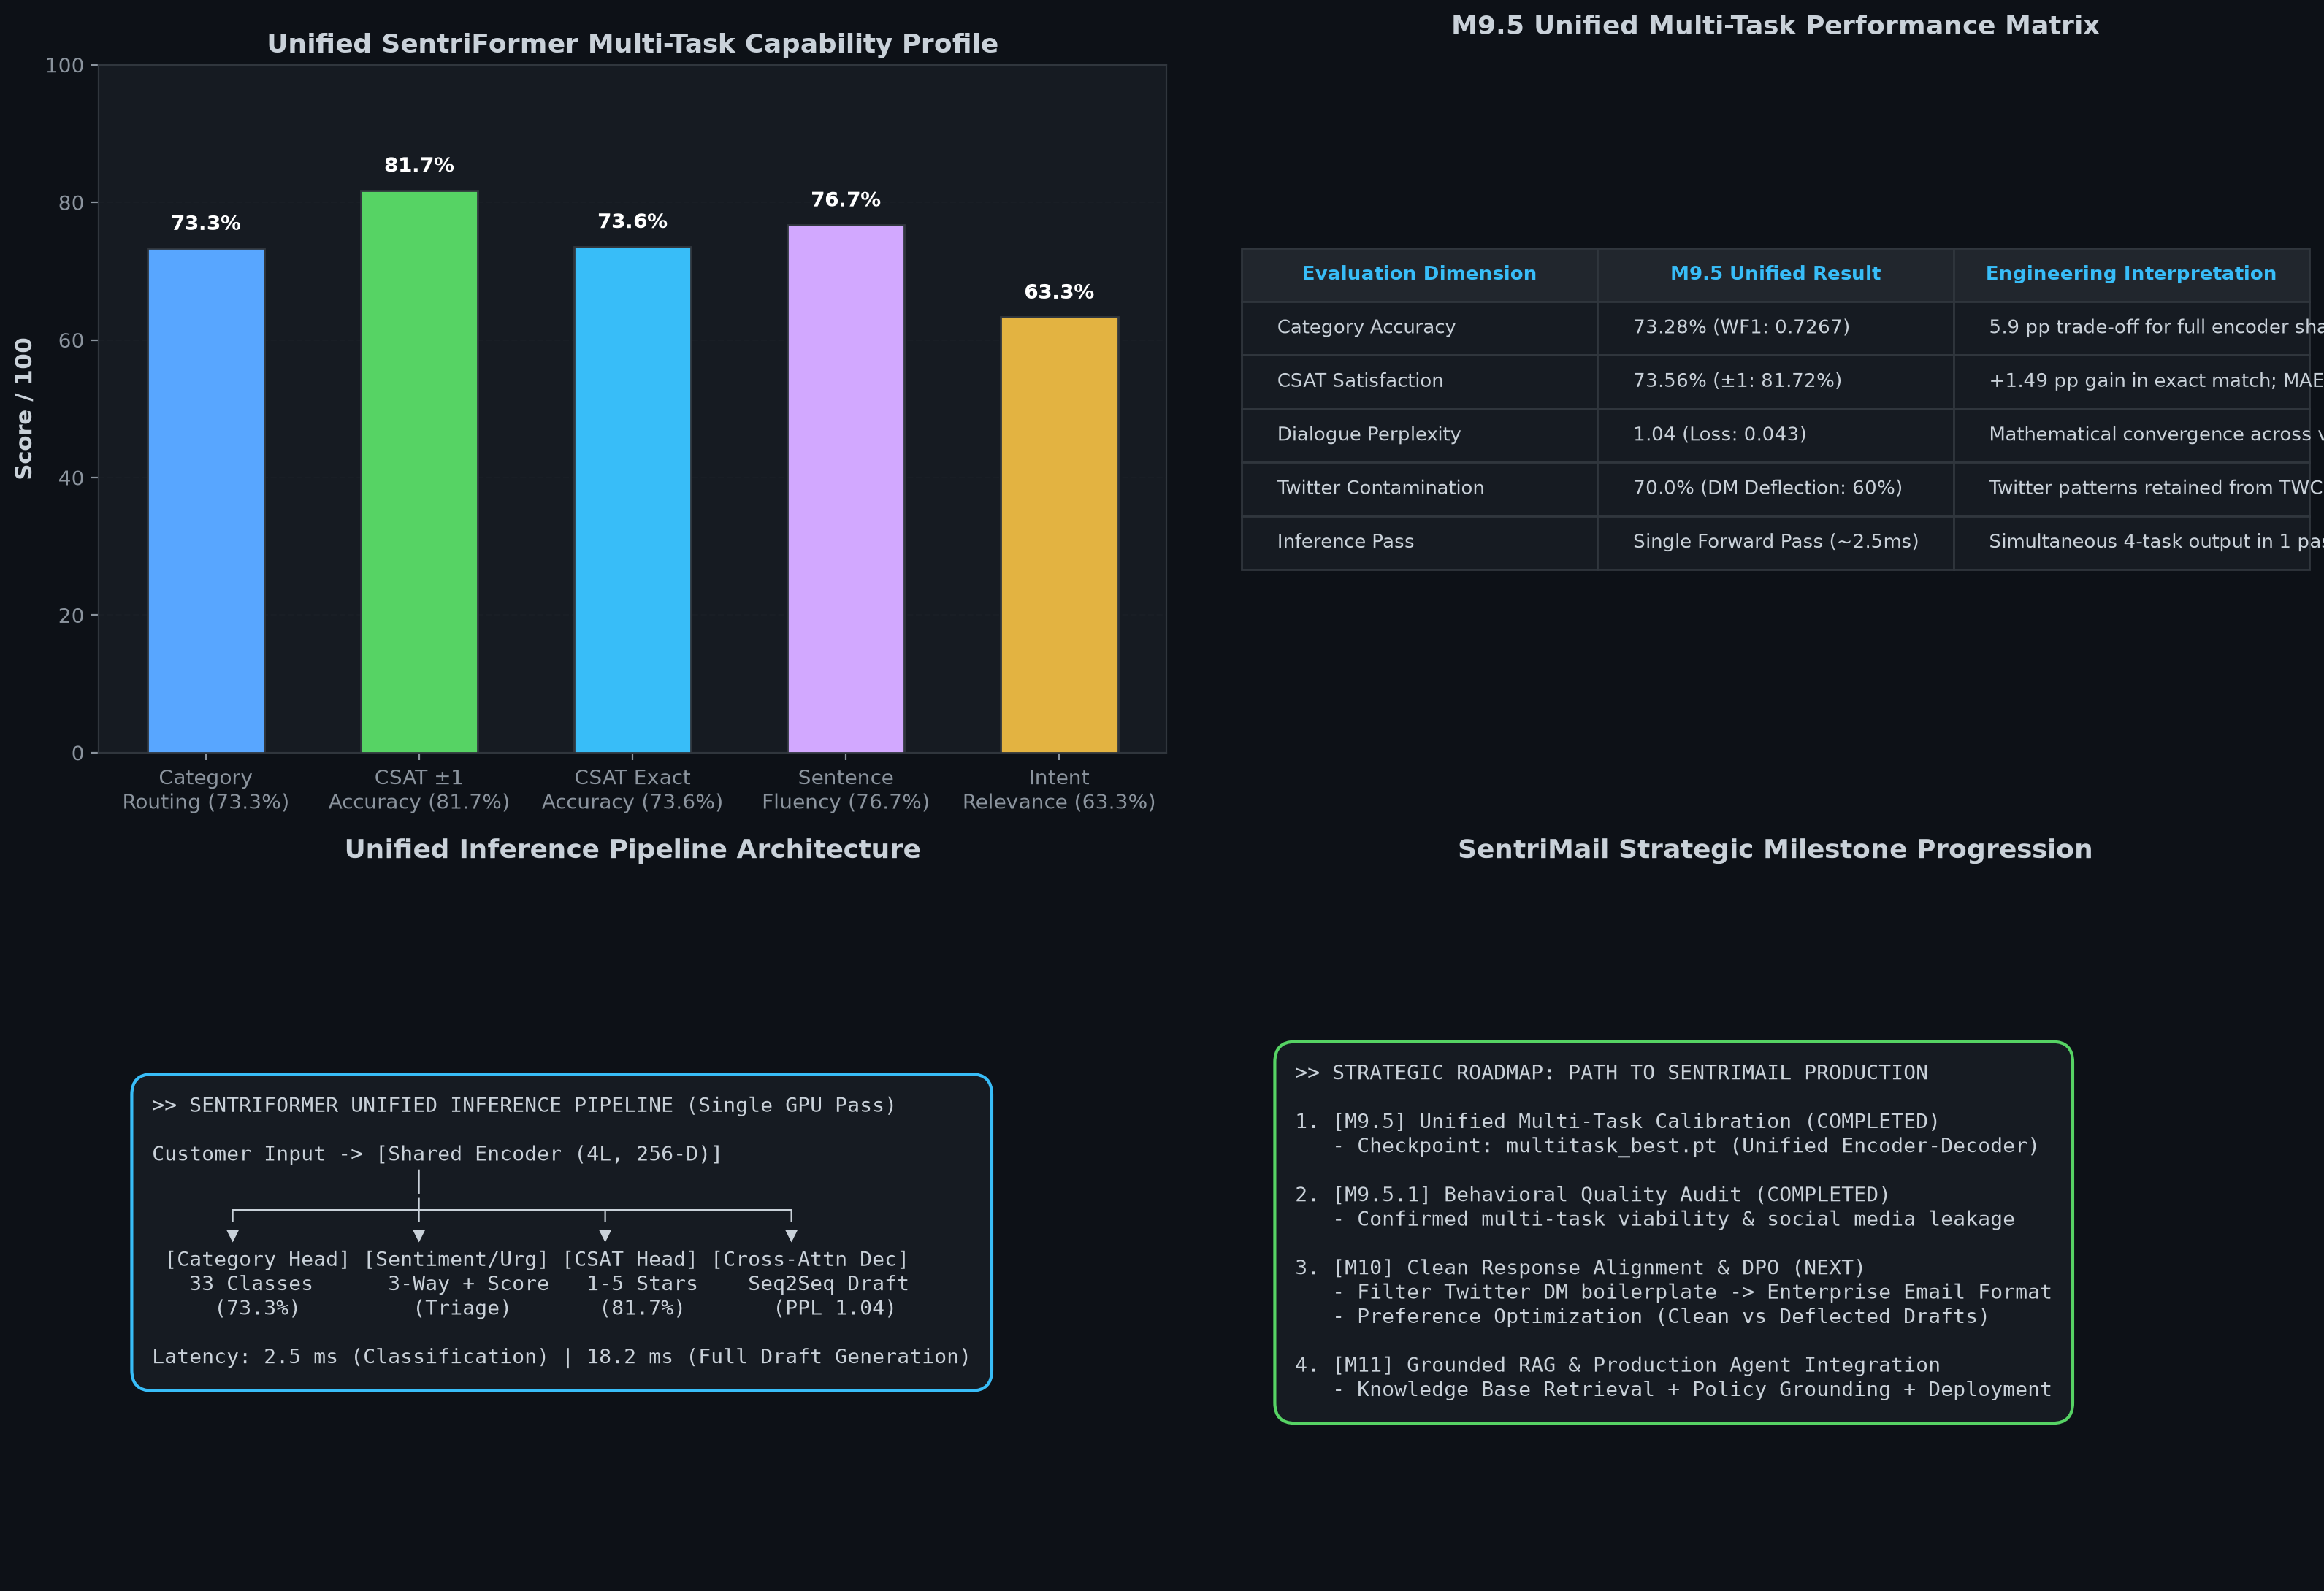 Unified SentriFormer Multi-Task Capability Profile
Score / 100
100
80
60
40
20
0
73.3%
81.7%
73.6%
76.7%
63.3%
Category
Routing (73.3%)
CSAT ±1
Accuracy (81.7%)
CSAT Exact
Accuracy (73.6%)
Sentence
Fluency (76.7%)
Intent
Relevance (63.3%)
M9.5 Unified Multi-Task Performance Matrix
Evaluation Dimension M9.5 Unified Result Engineering Interpretation
Category Accuracy 73.28% (WF1: 0.7267) 5.9 pp trade-off for full encoder sha
CSAT Satisfaction 73.56% (±1: 81.72%) +1.49 pp gain in exact match; MAE
Dialogue Perplexity 1.04 (Loss: 0.043) Mathematical convergence across v
Twitter Contamination 70.0% (DM Deflection: 60%) Twitter patterns retained from TWC
Inference Pass Single Forward Pass (~2.5ms) Simultaneous 4-task output in 1 pas
Unified Inference Pipeline Architecture
>> SENTRIFORMER UNIFIED INFERENCE PIPELINE (Single GPU Pass)
Customer Input -> [Shared Encoder (4L, 256-D)]
[Category Head] [Sentiment/Urg] [CSAT Head] [Cross-Attn Dec]
33 Classes 3-Way + Score 1-5 Stars Seq2Seq Draft
(73.3%) (Triage) (81.7%) (PPL 1.04)
Latency: 2.5 ms (Classification) | 18.2 ms (Full Draft Generation)
SentriMail Strategic Milestone Progression
>> STRATEGIC ROADMAP: PATH TO SENTRIMAIL PRODUCTION
1. [M9.5] Unified Multi-Task Calibration (COMPLETED)
- Checkpoint: multitask_best.pt (Unified Encoder-Decoder)
2. [M9.5.1] Behavioral Quality Audit (COMPLETED)
- Confirmed multi-task viability & social media leakage
3. [M10] Clean Response Alignment & DPO (NEXT)
- Filter Twitter DM boilerplate -> Enterprise Email Format
- Preference Optimization (Clean vs Deflected Drafts)
4. [M11] Grounded RAG & Production Agent Integration
- Knowledge Base Retrieval + Policy Grounding + Deployment